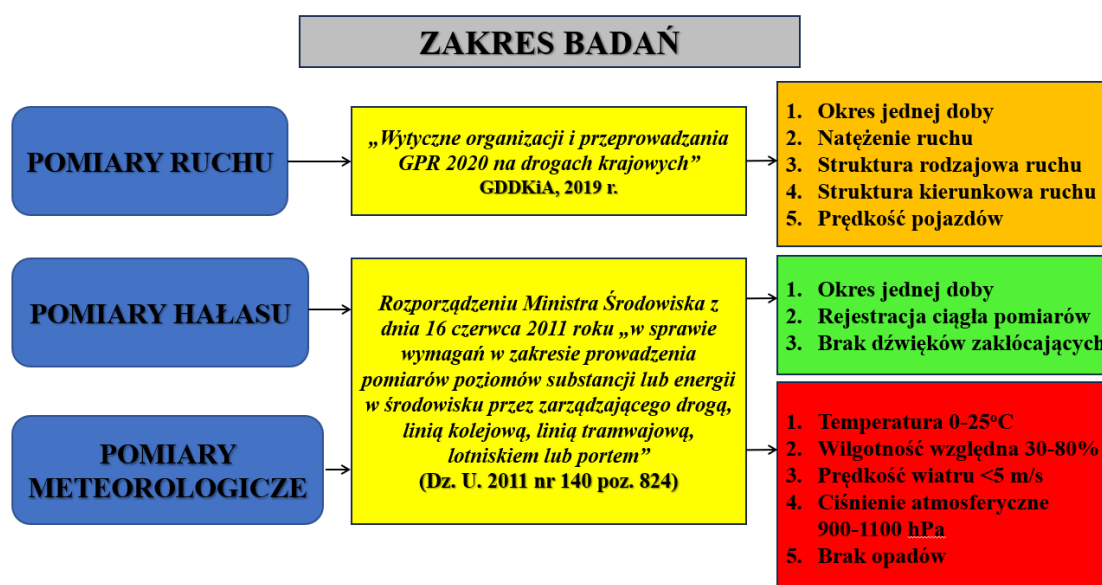 ZAKRES BADAŃ
POMIARY RUCHU
„Wytyczne organizacji i przeprowadzania
GPR 2020 na drogach krajowych”
GDDKiA, 2019 r.
1. Okres jednej doby
2. Natężenie ruchu
3. Struktura rodzajowa ruchu
4. Struktura kierunkowa ruchu
5. Prędkość pojazdów
POMIARY HAŁASU
POMIARY
METEOROLOGICZE
Rozporządzeniu Ministra Środowiska z
dnia 16 czerwca 2011 roku „w sprawie
wymagań w zakresie prowadzenia
pomiarów poziomów substancji lub energii
w środowisku przez zarządzającego drogą,
linią kolejową, linią tramwajową,
lotniskiem lub portem”
(Dz. U. 2011 nr 140 poz. 824)
1. Okres jednej doby
2. Rejestracja ciągła pomiarów
3. Brak dźwięków zakłócających
1. Temperatura 0-25°C
2. Wilgotność względna 30-80%
3. Prędkość wiatru <5 m/s
4. Ciśnienie atmosferyczne
900-1100 hPa
5. Brak opadów